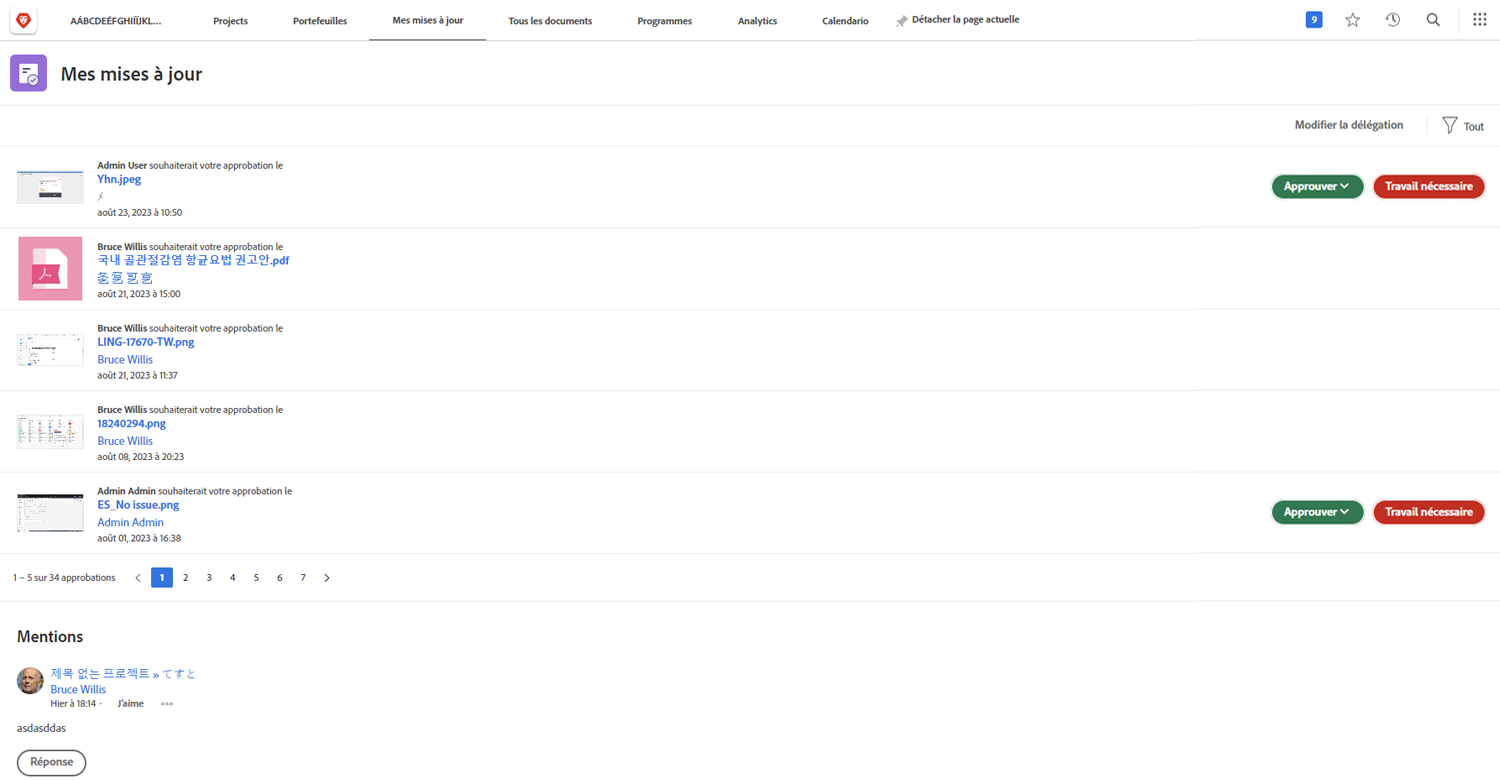 AÁBCDEÉFGHIÍJKL...
Projects
Portefeuilles
Mes mises à jour
Tous les documents
Programmes
Analytics
Calendario
Détacher la page actuelle
9
Mes mises à jour
Modifier la délégation
Tout
Admin User souhaiterait votre approbation le
Yhn.jpeg
août 23, 2023 à 10:50
Approuver
Travail nécessaire
Bruce Willis souhaiterait votre approbation le
국내 골관절감염 항균요법 권고안.pdf
août 21, 2023 à 15:00
Bruce Willis souhaiterait votre approbation le
LING-17670-TW.png
Bruce Willis
août 21, 2023 à 11:37
Bruce Willis souhaiterait votre approbation le
18240294.png
Bruce Willis
août 08, 2023 à 20:23
Admin Admin souhaiterait votre approbation le
ES_No issue.png
Admin Admin
août 01, 2023 à 16:38
Approuver
Travail nécessaire
1 – 5 sur 34 approbations
1 2 3 4 5 6 7
Mentions
제목 없는 프로젝트 » てすと
Bruce Willis
Hier à 18:14 · J'aime
asdasddas
Réponse